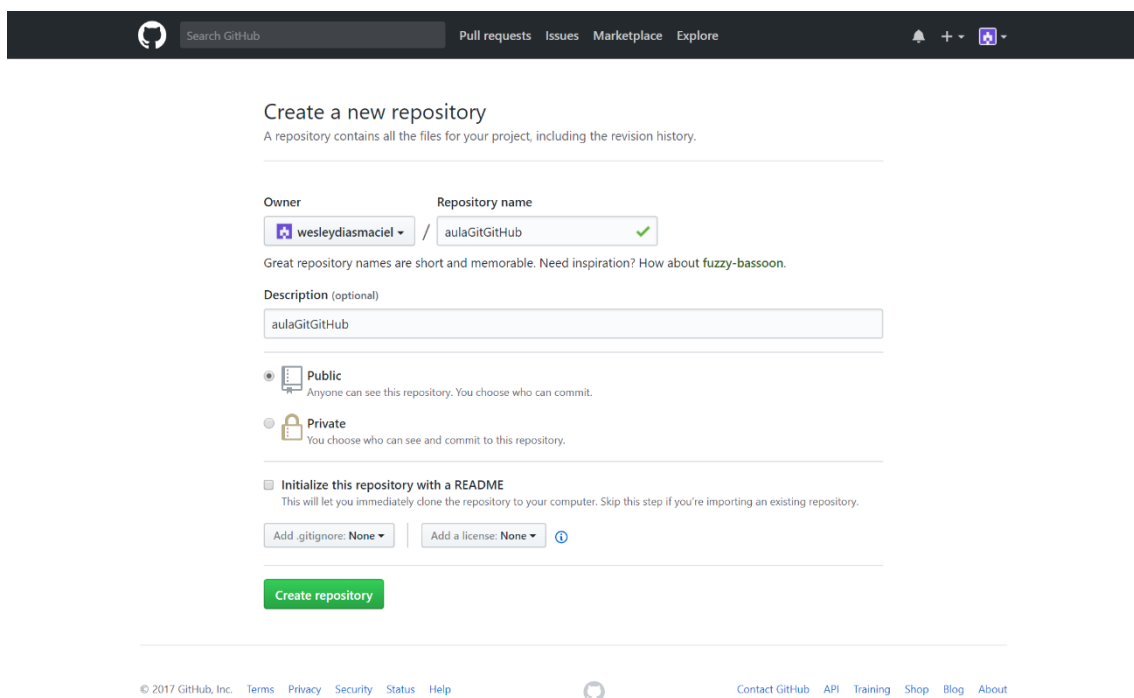 Search GitHub Pull requests Issues Marketplace Explore
Create a new repository
A repository contains all the files for your project, including the revision history.
Owner Repository name
wesleydiasmaciel / aulaGitGitHub
Great repository names are short and memorable. Need inspiration? How about fuzzy-bassoon.
Description (optional)
aulaGitGitHub
Public
Anyone can see this repository. You choose who can commit.
Private
You choose who can see and commit to this repository.
Initialize this repository with a README
This will let you immediately clone the repository to your computer. Skip this step if you're importing an existing repository.
Add .gitignore: None Add a license: None
Create repository
© 2017 GitHub, Inc. Terms Privacy Security Status Help Contact GitHub API Training Shop Blog About